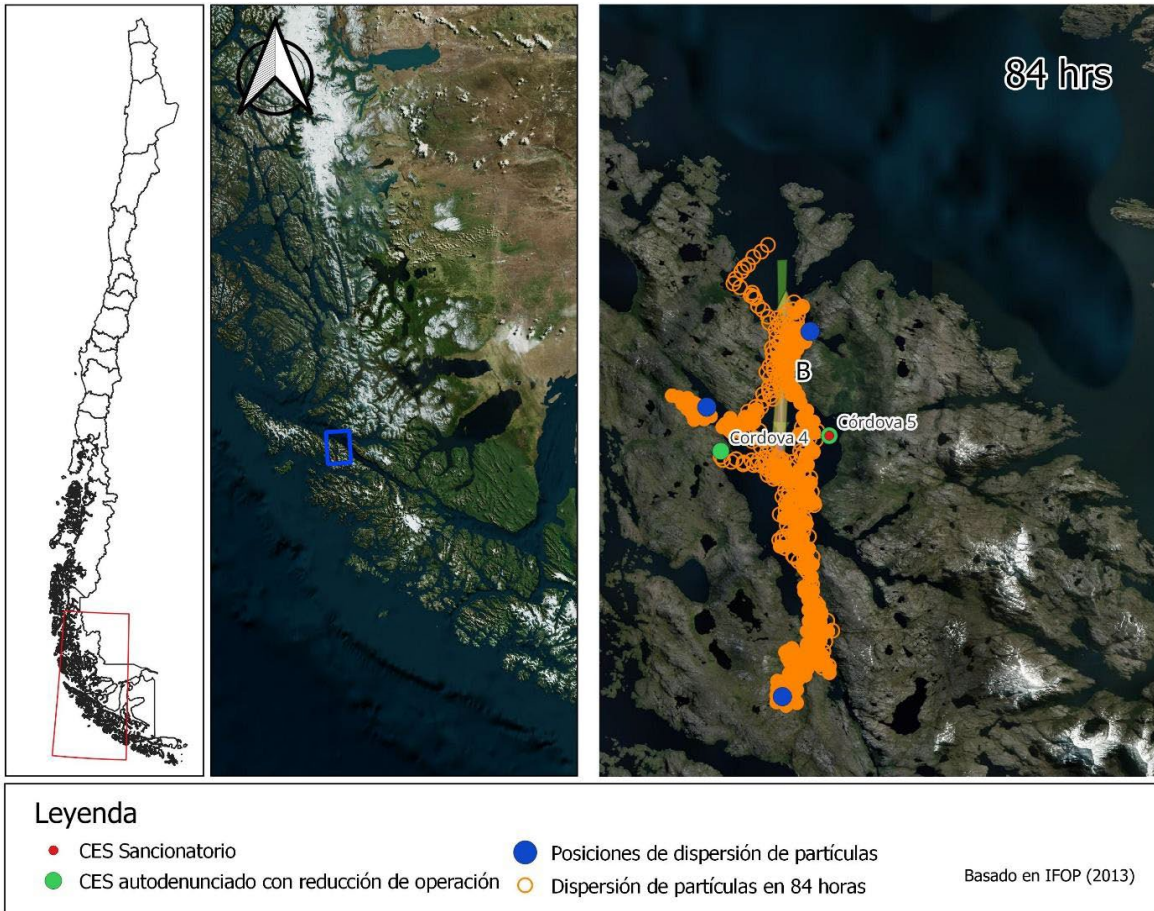 84 hrs
B
Córdova 5
Cordova 4
Leyenda
CES Sancionatorio
CES autodenunciado con reducción de operación
Posiciones de dispersión de partículas
Dispersión de partículas en 84 horas
Basado en IFOP (2013)